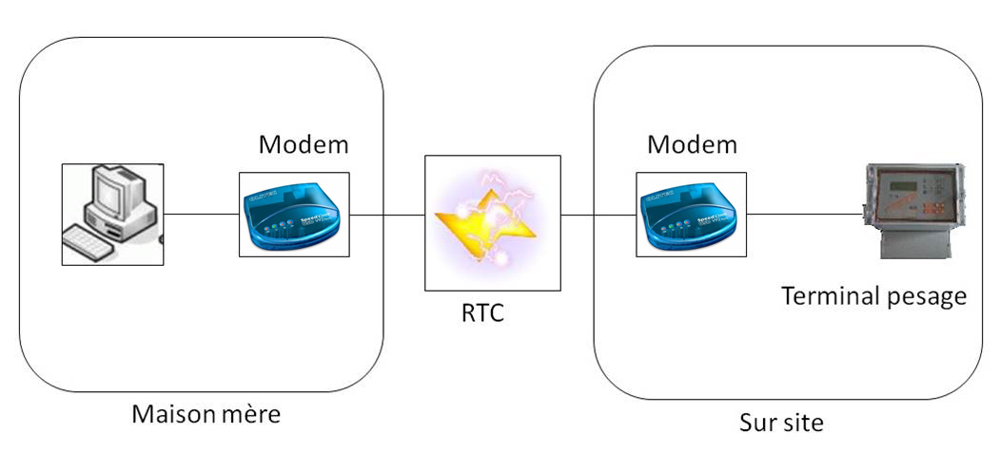 Modem
Modem
RTC
Terminal pesage
Maison mère
Sur site